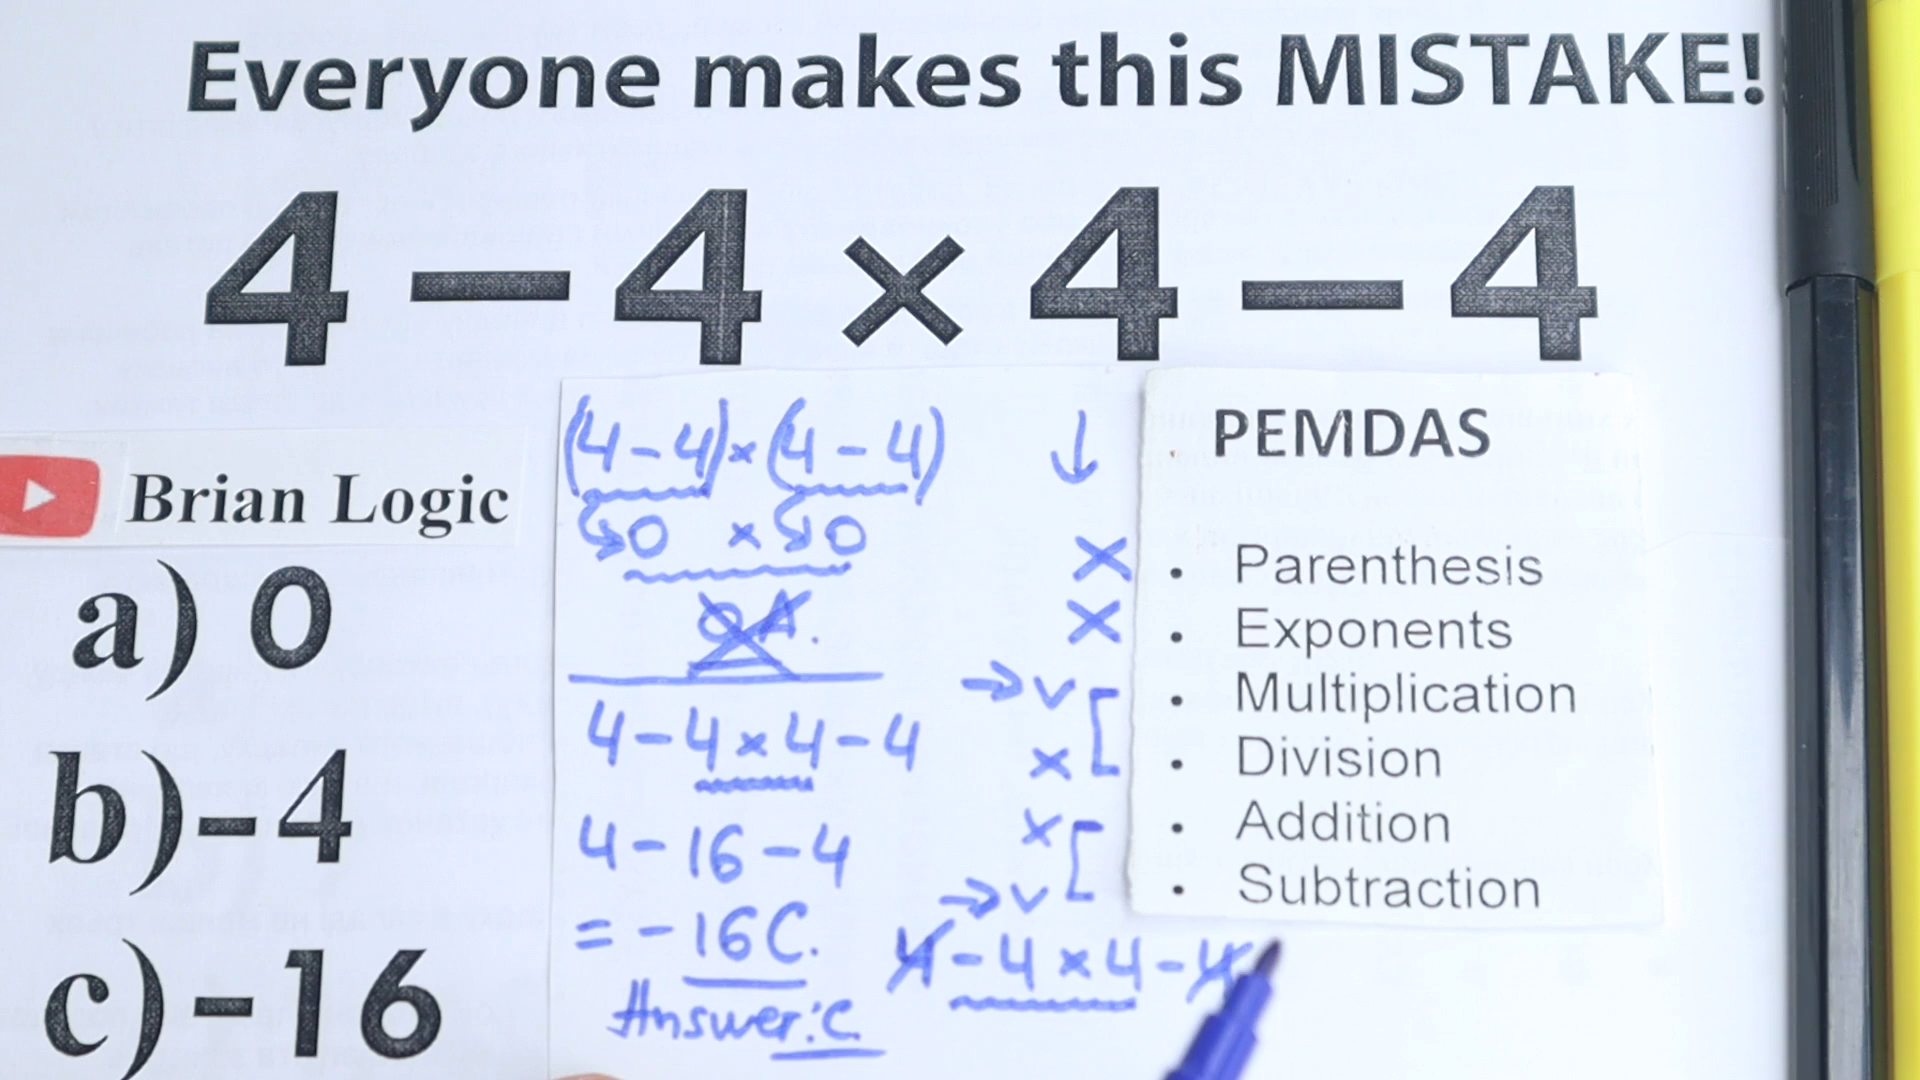 Everyone makes this MISTAKE!
4 – 4 × 4 – 4
Brian Logic
a) 0
b) -4
c) -16
(4-4)×(4-4)
0 × 0
0 A.
4-4×4-4
4-16-4
= -16 C.
Answer: C
PEMDAS
• Parenthesis
• Exponents
• Multiplication
• Division
• Addition
• Subtraction
4-4×4-4